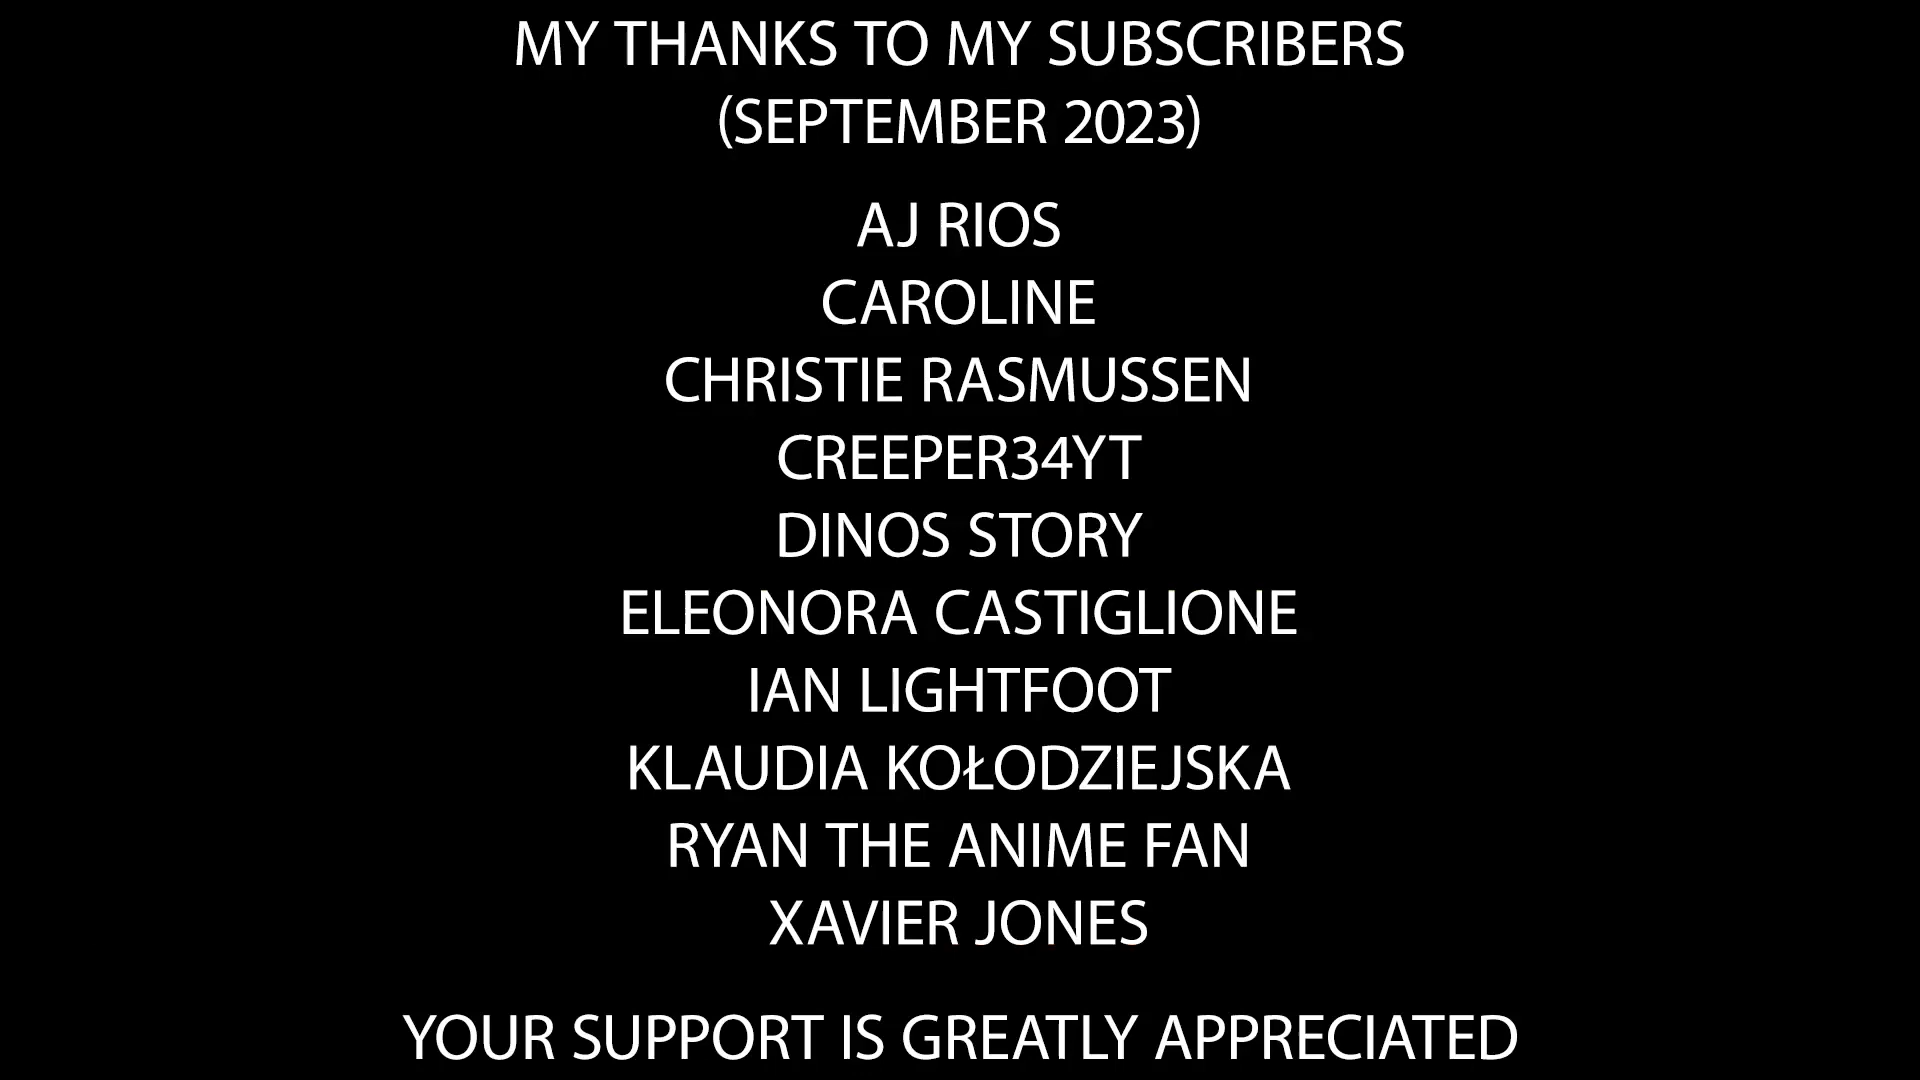 MY THANKS TO MY SUBSCRIBERS
(SEPTEMBER 2023)
AJ RIOS
CAROLINE
CHRISTIE RASMUSSEN
CREEPER34YT
DINOS STORY
ELEONORA CASTIGLIONE
IAN LIGHTFOOT
KLAUDIA KOŁODZIEJSKA
RYAN THE ANIME FAN
XAVIER JONES
YOUR SUPPORT IS GREATLY APPRECIATED